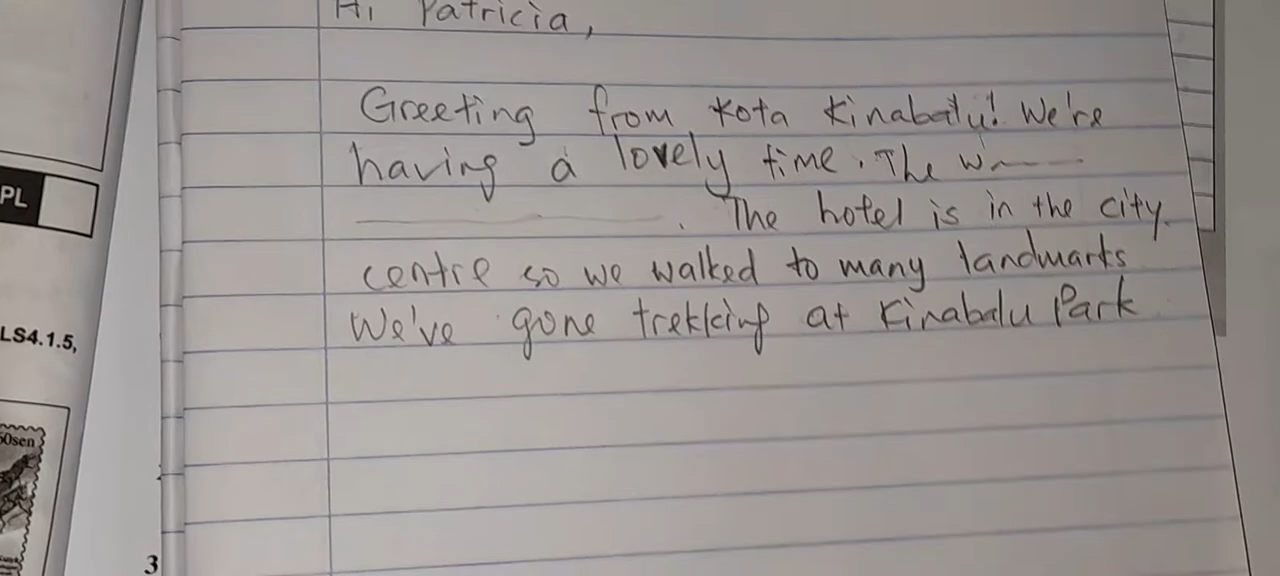 Hi Patricia,
Greeting from Kota Kinabalu! We're
having a lovely time. The w
. The hotel is in the city
centre so we walked to many landmarks
We've gone trekking at Kinabalu Park
PL
LS4.1.5,
50sen
3